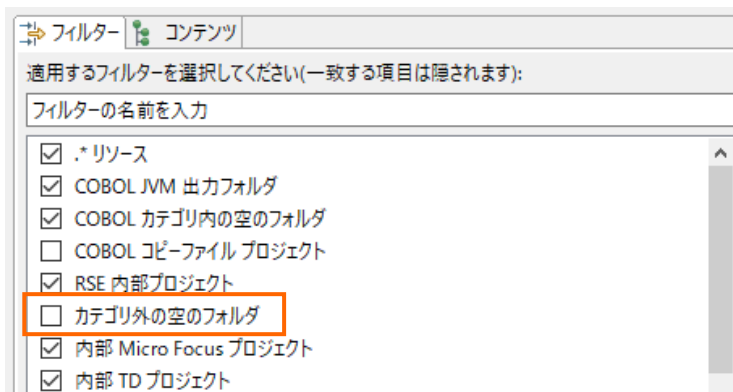 フィルター コンテンツ
適用するフィルターを選択してください(一致する項目は隠されます):
フィルターの名前を入力
.* リソース
COBOL JVM 出力フォルダ
COBOL カテゴリ内の空のフォルダ
COBOL コピーファイル プロジェクト
RSE 内部プロジェクト
カテゴリ外の空のフォルダ
内部 Micro Focus プロジェクト
内部 TD プロジェクト